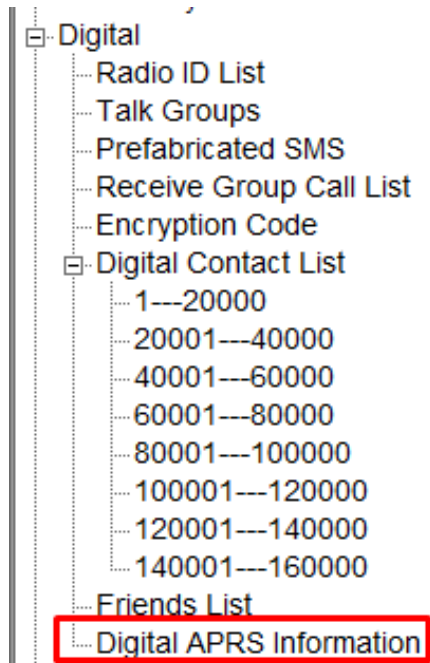 Digital
Radio ID List
Talk Groups
Prefabricated SMS
Receive Group Call List
Encryption Code
Digital Contact List
1---20000
20001---40000
40001---60000
60001---80000
80001---100000
100001---120000
120001---140000
140001---160000
Friends List
Digital APRS Information